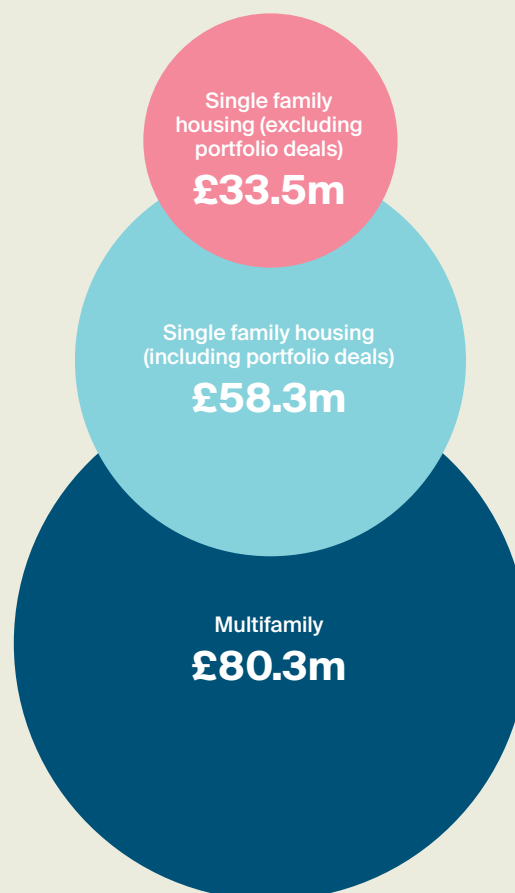 Single family
housing (excluding
portfolio deals)
£33.5m
Single family housing
(including portfolio deals)
£58.3m
Multifamily
£80.3m